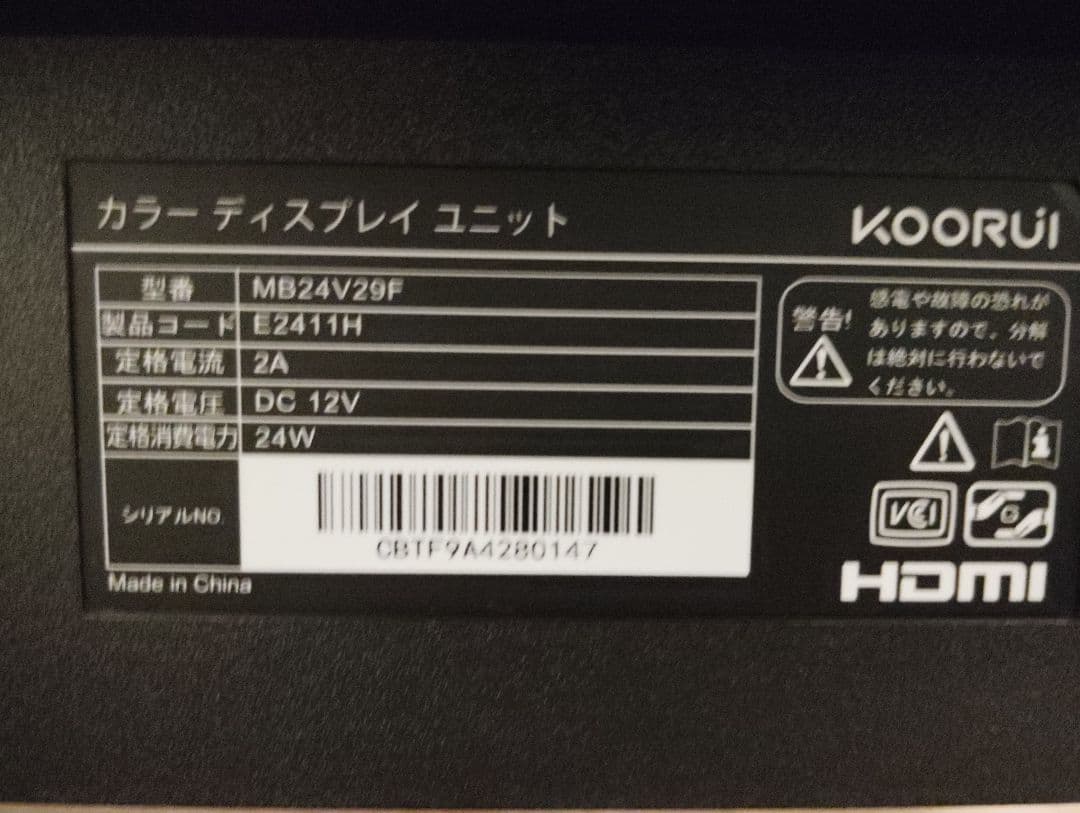 カラー ディスプレイ ユニット
KOORUI
型番 MB24V29F
製品コード E2411H
定格電流 2A
定格電圧 DC 12V
定格消費電力 24W
シリアルNO.
CBTF9A4280147
Made in China
警告!
感電や故障の恐れが
ありますので、分解
は絶対に行わないで
ください。
VCCI
G
HDMI